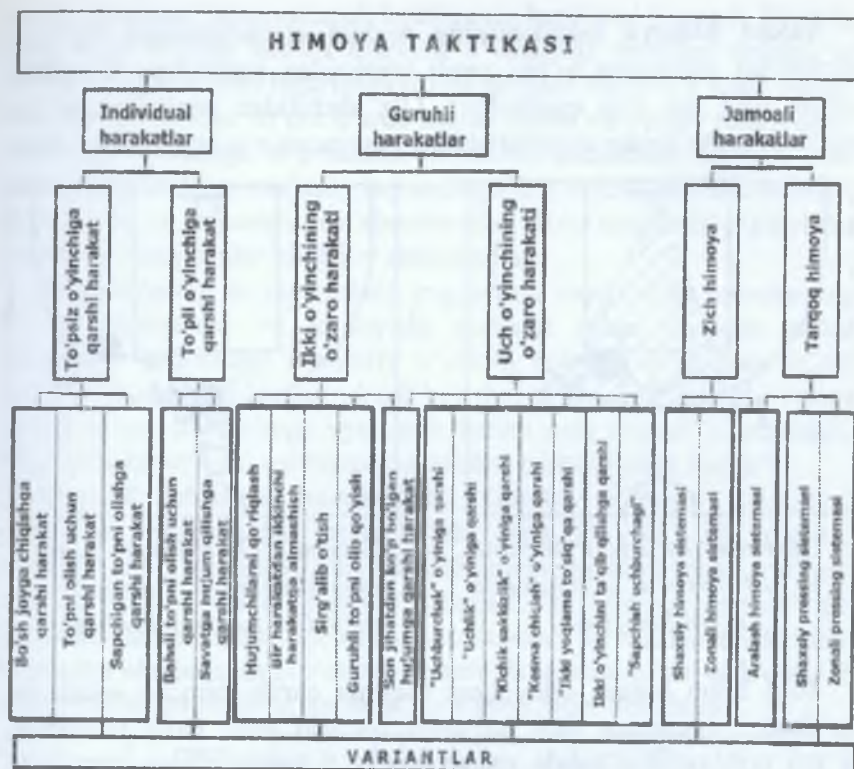 HIMOYA TAKTIKASI
Individual
harakatlar
Guruhli
harakatlar
Jamoali
harakatlar
To'psiz o'yinchiga
qarshi harakat
To'pli o'yinchiga
qarshi harakat
Ikki o'yinchining
o'zaro harakati
Uch o'yinchining
o'zaro harakati
Zich himoya
Tarqoq himoya
Bo'sh joyga chiqishqa
qarshi harakat
To'pni olish uchun
qarshi harakat
Sapchigan to'pni olishga
qarshi harakat
to'pni olish uchun
qarshi harakat
Savatga hujum qilishga
qarshi harakat
Hujumchilarni qo'riqlash
Bir harakatdan ikkinchi
harakatga almashish
Sirg'alib o'tish
Guruhli to'pni olib qo'yish
Son jihatdan ko'p bo'lgan
hujumga qarshi harakat
"Uchburchak" o'yiniga qarshi
"Uchlik" o'yiniga qarshi
"Kichik sakkizlik" o'yiniga qarshi
"Kesma chiqish" o'yiniga qarshi
"Ikki yoqlama to'siq"qa qarshi
Ikki o'yinchini ta'qib qilishga qarshi
"Sapchish uchburchagi"
Shaxsiy himoya sistemasi
Zonali himoya sistemasi
Aralash himoya sistemasi
Shaxsiy pressing sistemasi
Zonali pressing sistemasi
VARIANTLAR